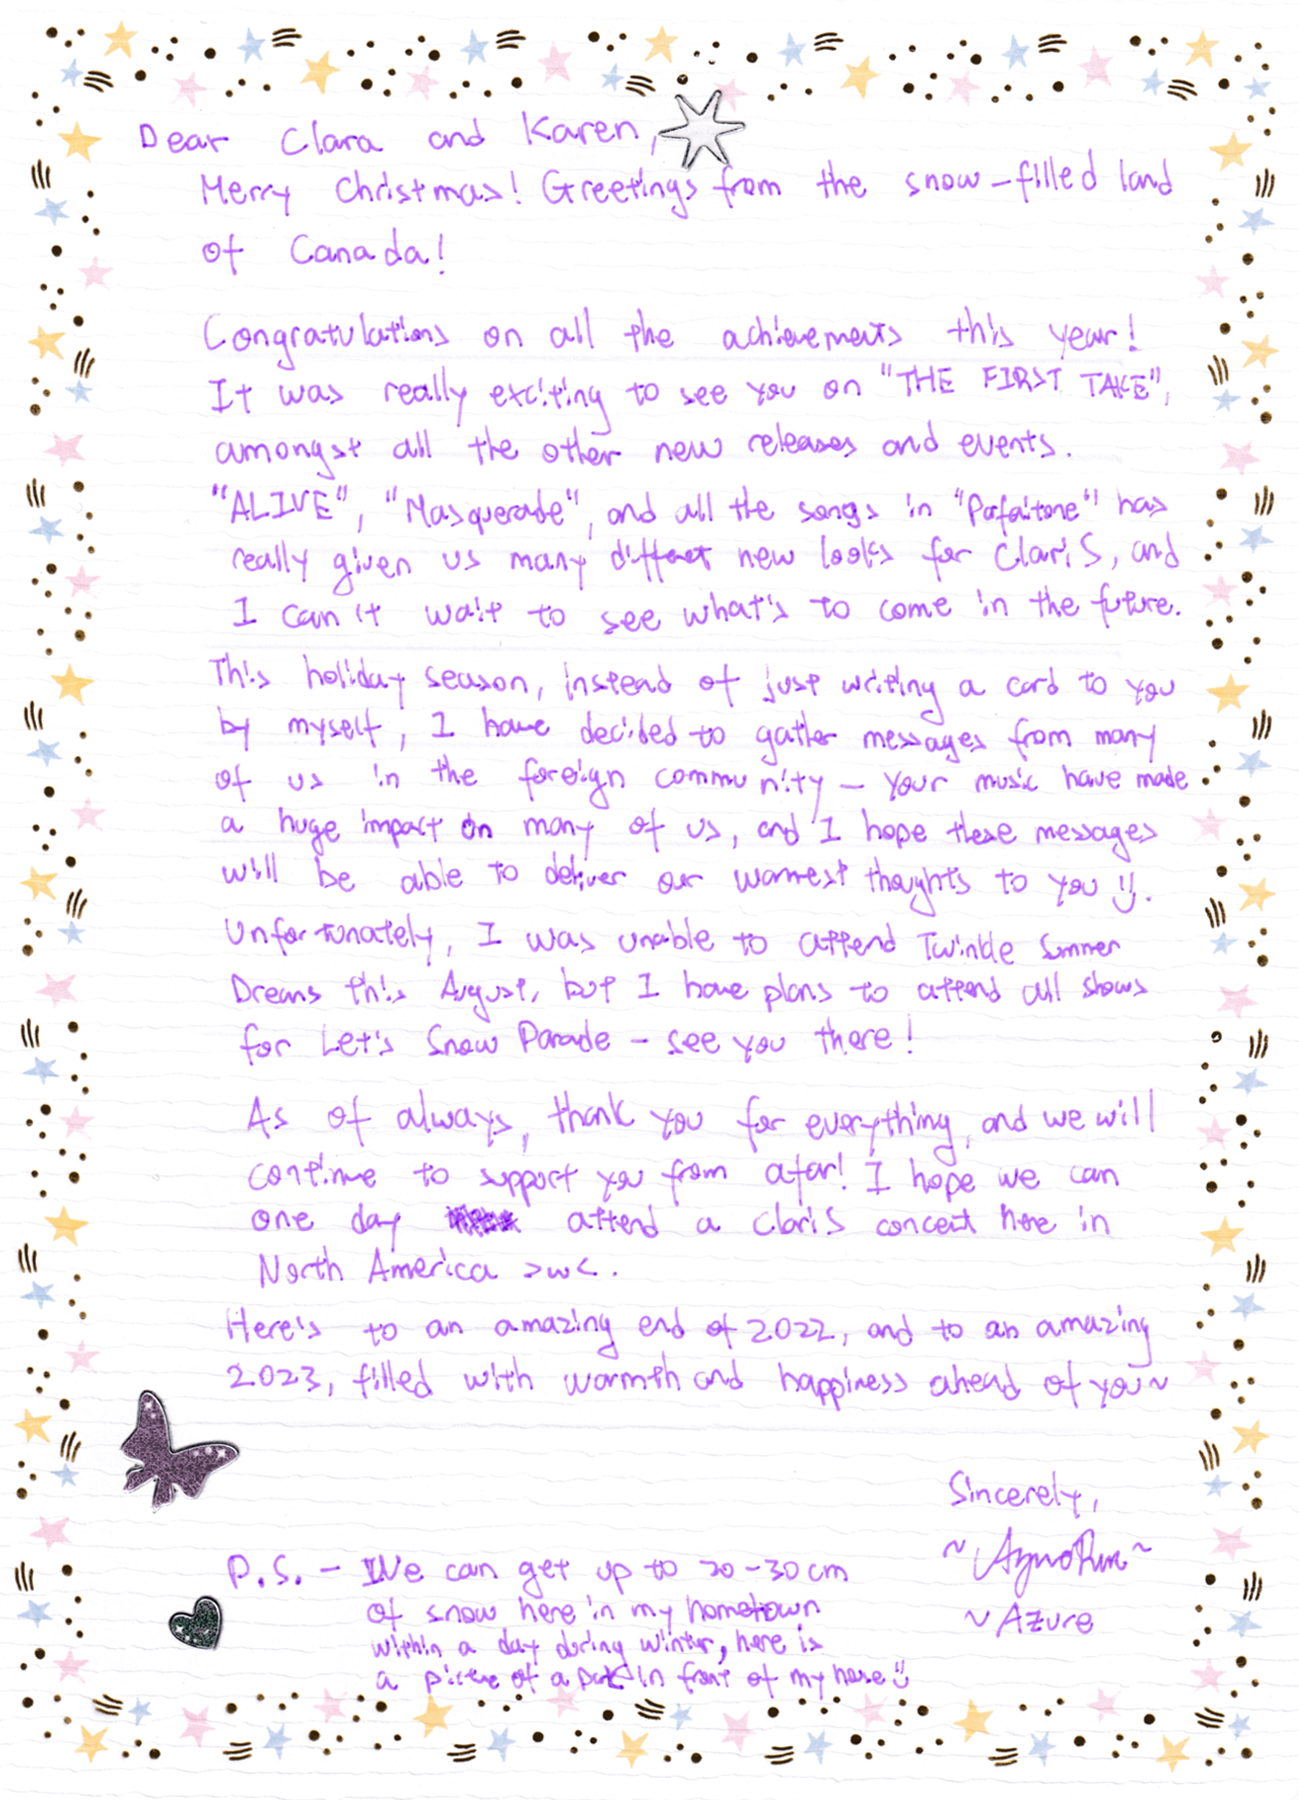 Dear Clara and Karen,
Merry Christmas! Greetings from the snow-filled land
of Canada!
Congratulations on all the achievements this year!
It was really exciting to see you on "THE FIRST TAKE",
amongst all the other new releases and events.
"ALIVE", "Masquerade", and all the songs in "Parfaitone" has
really given us many different new looks for ClariS, and
I can't wait to see what's to come in the future.
This holiday season, instead of just writing a card to you
by myself, I have decided to gather messages from many
of us in the foreign community - your music have made
a huge impact on many of us, and I hope these messages
will be able to deliver our warmest thoughts to you :).
Unfortunately, I was unable to attend Twinkle Summer
Dreams this August, but I have plans to attend all shows
for Let's Snow Parade - see you there!
As of always, thank you for everything, and we will
continue to support you from afar! I hope we can
one day attend a ClariS concert here in
North America >w<.
Here's to an amazing end of 2022, and to an amazing
2023, filled with warmth and happiness ahead of you~
Sincerely,
~Azure
P.S. - We can get up to 20-30cm
of snow here in my hometown
within a day during winter, here is
a picture of a park in front of my house :)